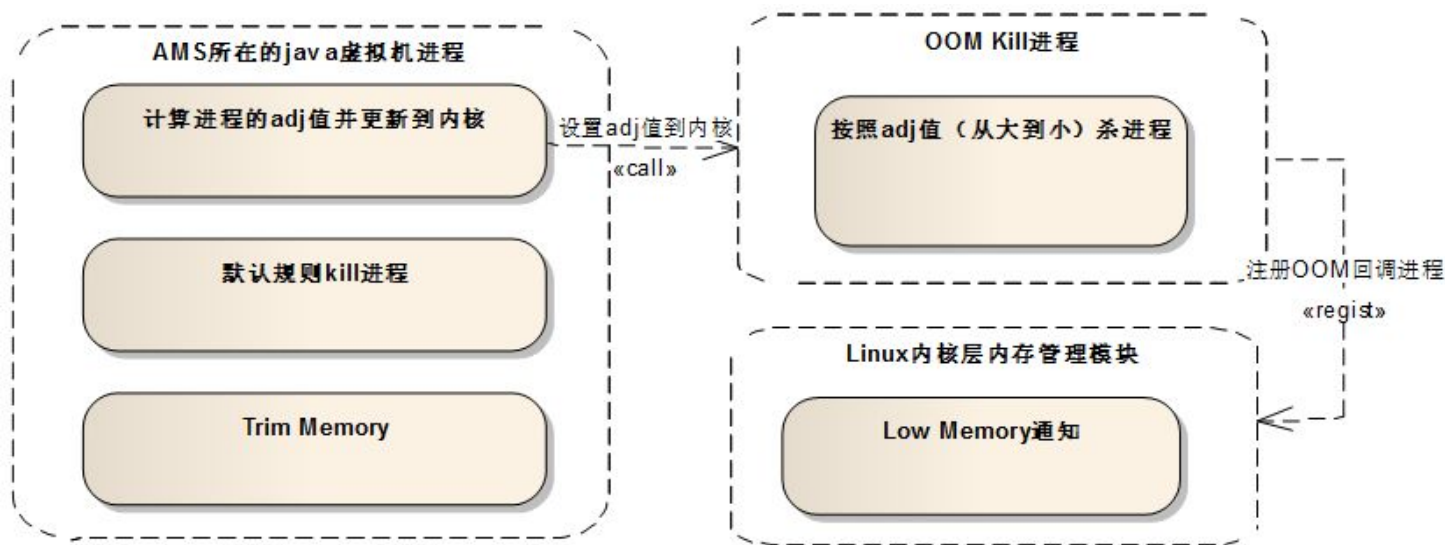 AMS所在的java虚拟机进程
计算进程的adj值并更新到内核
默认规则kill进程
Trim Memory
设置adj值到内核
«call»
OOM Kill进程
按照adj值（从大到小）杀进程
注册OOM回调进程
«regist»
Linux内核层内存管理模块
Low Memory通知